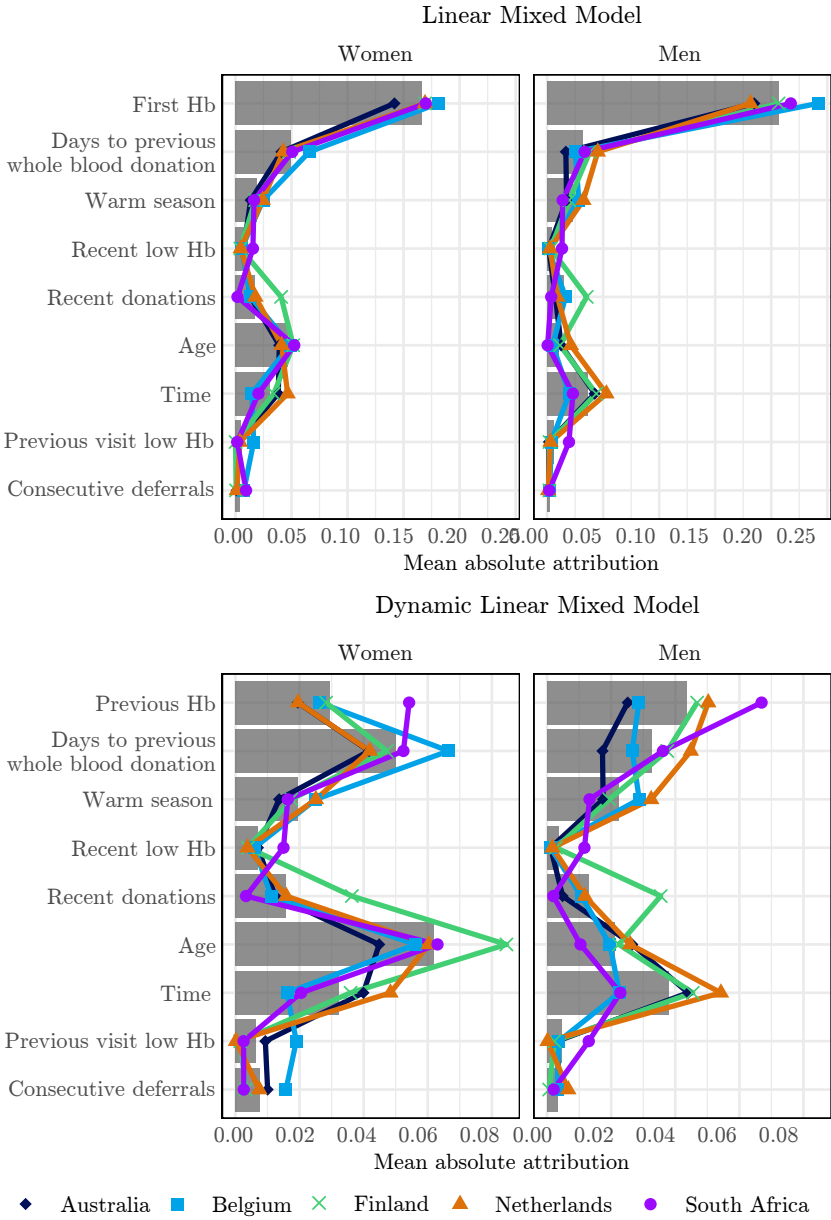 Linear Mixed Model
Women Men
First Hb
Days to previous
whole blood donation
Warm season
Recent low Hb
Recent donations
Age
Time
Previous visit low Hb
Consecutive deferrals
0.00 0.05 0.10 0.15 0.20 0.25 0.00 0.05 0.10 0.15 0.20 0.25
Mean absolute attribution
Dynamic Linear Mixed Model
Women Men
Previous Hb
Days to previous
whole blood donation
Warm season
Recent low Hb
Recent donations
Age
Time
Previous visit low Hb
Consecutive deferrals
0.00 0.02 0.04 0.06 0.08 0.00 0.02 0.04 0.06 0.08
Mean absolute attribution
Australia Belgium Finland Netherlands South Africa